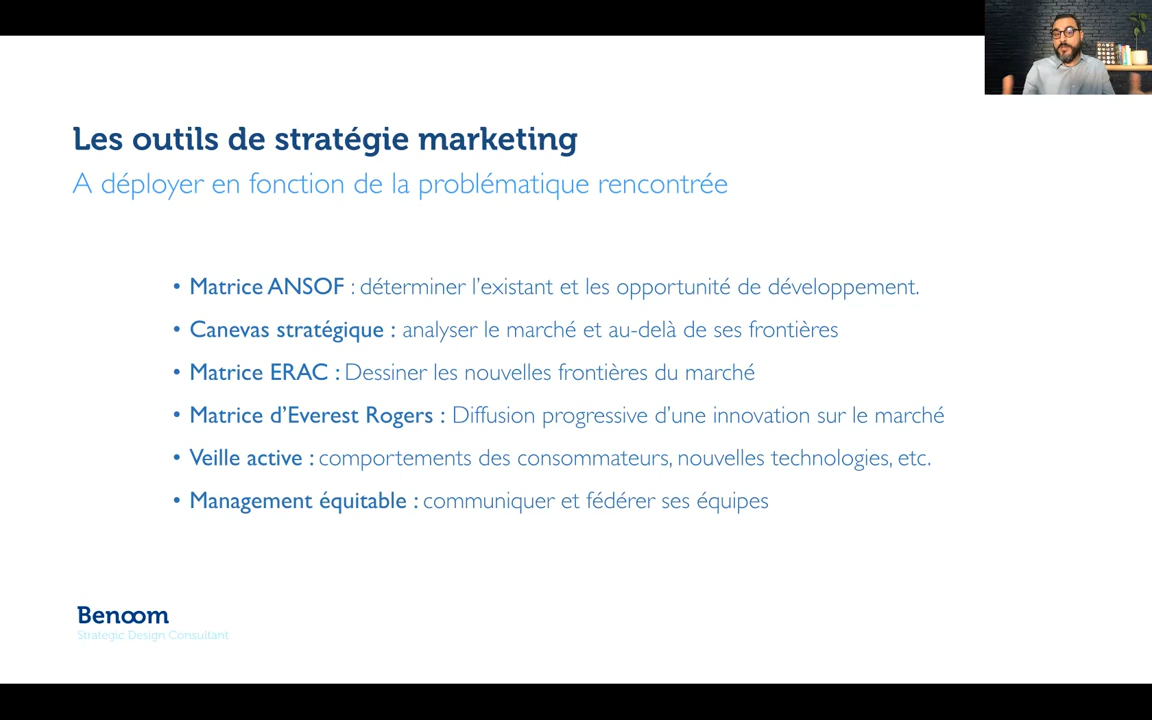 Les outils de stratégie marketing
A déployer en fonction de la problématique rencontrée
• Matrice ANSOF : déterminer l'existant et les opportunité de développement.
• Canevas stratégique : analyser le marché et au-delà de ses frontières
• Matrice ERAC : Dessiner les nouvelles frontières du marché
• Matrice d'Everest Rogers : Diffusion progressive d'une innovation sur le marché
• Veille active : comportements des consommateurs, nouvelles technologies, etc.
• Management équitable : communiquer et fédérer ses équipes
Benoom
Strategic Design Consultant